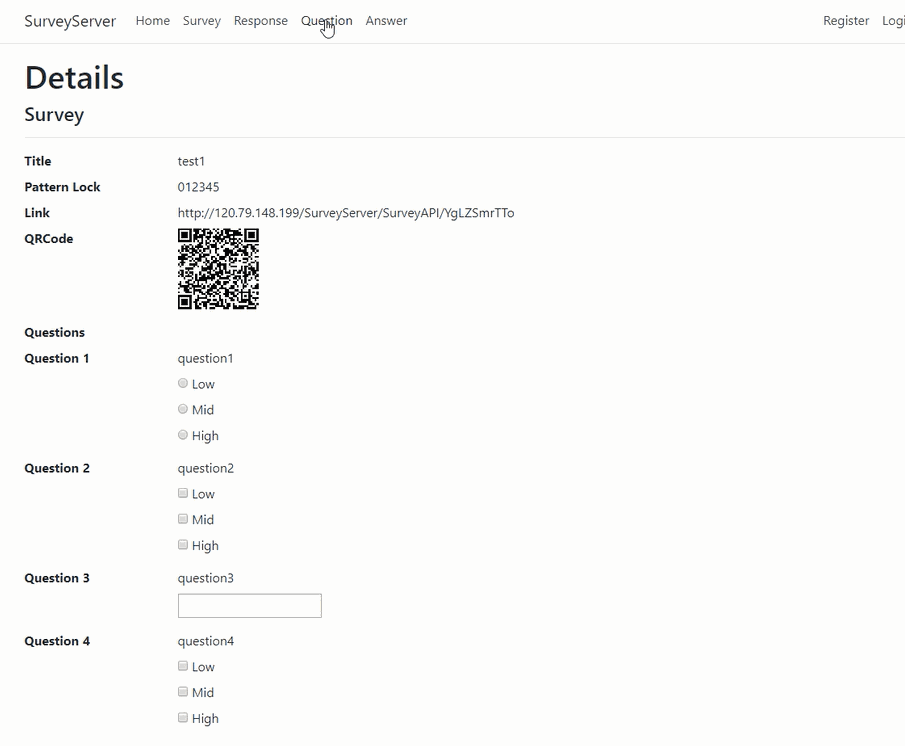 SurveyServer Home Survey Response Question Answer Register Logi
Details
Survey
Title test1
Pattern Lock 012345
Link http://120.79.148.199/SurveyServer/SurveyAPI/YgLZSmrTTo
QRCode
Questions
Question 1 question1
Low
Mid
High
Question 2 question2
Low
Mid
High
Question 3 question3
Question 4 question4
Low
Mid
High